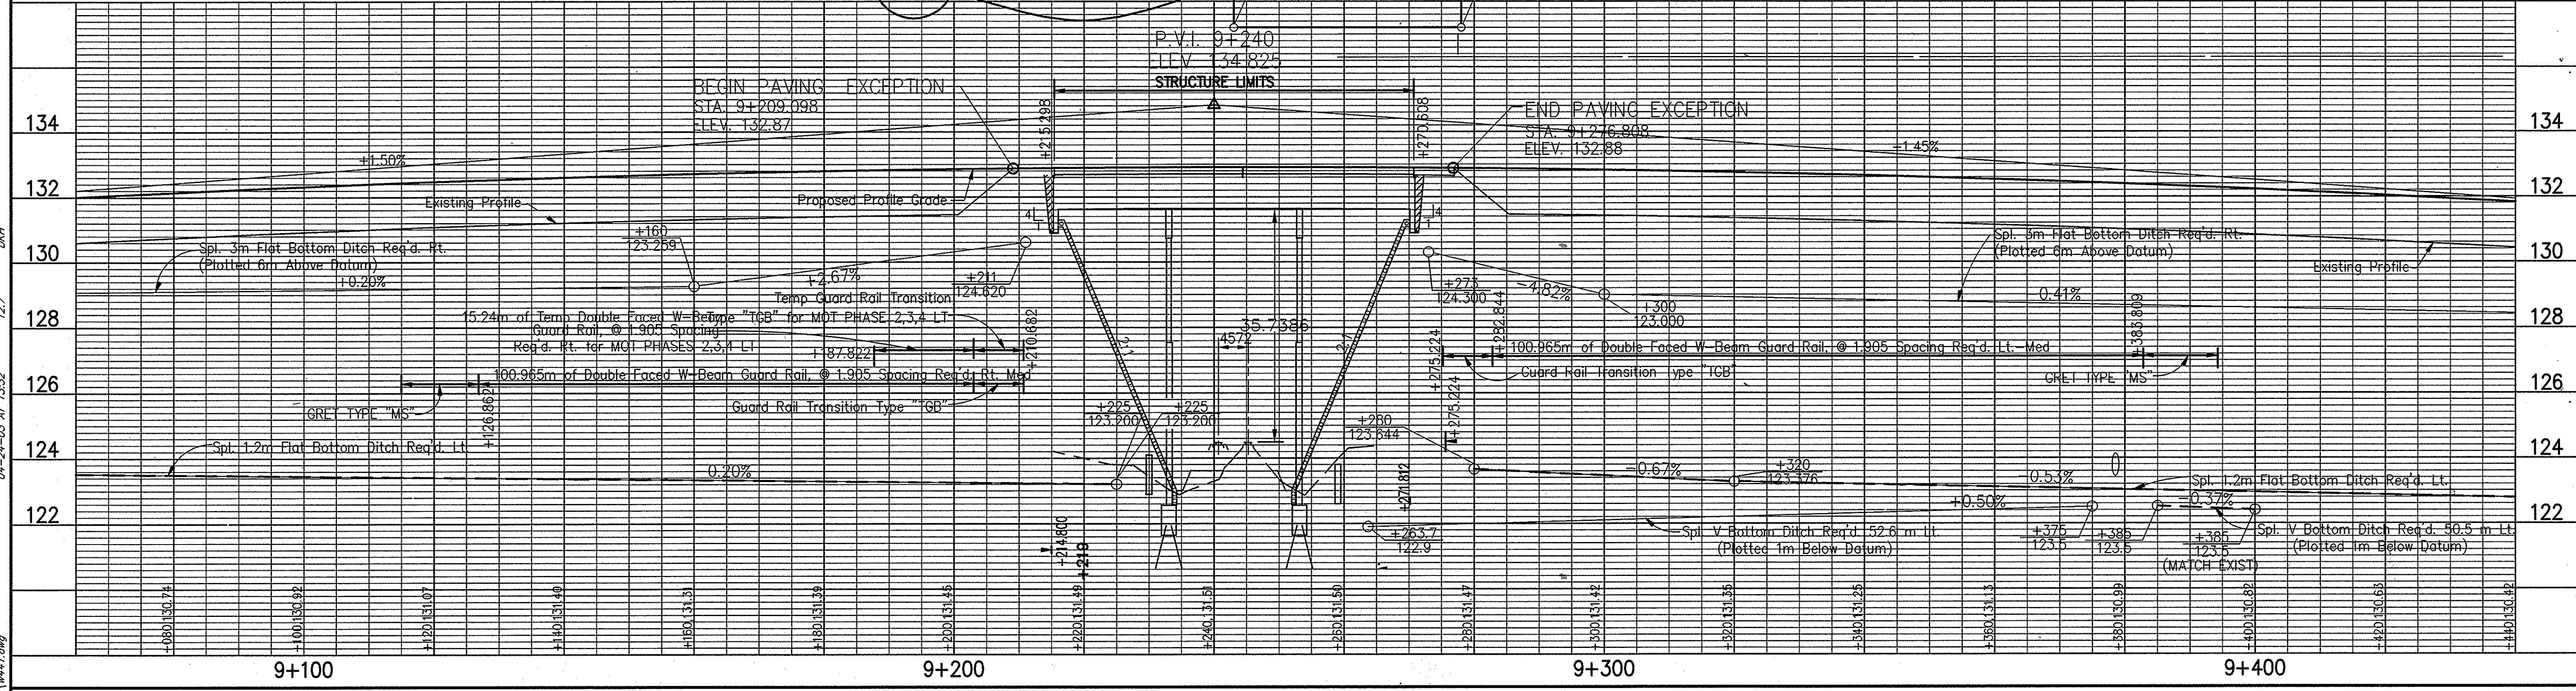 P.V.I. 9+240
ELEV. 134.825
STRUCTURE LIMITS
BEGIN PAVING EXCEPTION
STA. 9+209.098
ELEV. 132.87
+215.298
+270.608
END PAVING EXCEPTION
STA. 9+276.808
ELEV. 132.88
134
134
+1.50%
-1.45%
132
132
Existing Profile
Proposed Profile Grade
4
4
1
1
+160
123.259
130
130
Spl. 3m Flat Bottom Ditch Req'd. Rt.
(Plotted 6m Above Datum)
+0.20%
+2.67%
+211
124.620
Spl. 3m Flat Bottom Ditch Req'd. Rt.
(Plotted 6m Above Datum)
Existing Profile
+273
124.300
-4.82%
+300
123.000
0.41%
128
128
Temp Guard Rail Transition
Type "TGB" for MOT PHASE 2,3,4 LT
15.24m of Temp Double Faced W-Beam
Guard Rail, @ 1.905 Spacing
Req'd. Rt. for MOT PHASES 2,3,4 LT
+187.822
+210.682
35.7386
4572
2:1
+275.224
+282.844
+383.809
100.965m of Double Faced W-Beam Guard Rail, @ 1.905 Spacing Req'd. Lt.-Med
126
126
100.965m of Double Faced W-Beam Guard Rail, @ 1.905 Spacing Req'd. Rt. Med
Guard Rail Transition Type "TGB"
GRET TYPE "MS"
GRET TYPE "MS"
+126.862
Guard Rail Transition Type "TGB"
+225
123.200
+225
123.200
+280
123.644
+275.224
124
124
Spl. 1.2m Flat Bottom Ditch Req'd. Lt.
0.20%
-0.67%
+320
123.376
-0.53%
Spl. 1.2m Flat Bottom Ditch Req'd. Lt.
+0.50%
-0.37%
+271.812
122
122
+214.800
+219
+263.7
122.9
Spl. V Bottom Ditch Req'd. 52.6 m Lt.
(Plotted 1m Below Datum)
+375
123.5
+385
123.5
+385
123.5
(MATCH EXIST)
Spl. V Bottom Ditch Req'd. 50.5 m Lt.
(Plotted 1m Below Datum)
+080,130.74
+100,130.92
+120,131.07
+140,131.40
+160,131.31
+180,131.39
+200,131.45
+220,131.49
+240,131.51
+260,131.50
+280,131.47
+300,131.42
+320,131.35
+340,131.25
+360,131.13
+380,130.99
+400,130.82
+420,130.63
+440,130.42
9+100
9+200
9+300
9+400